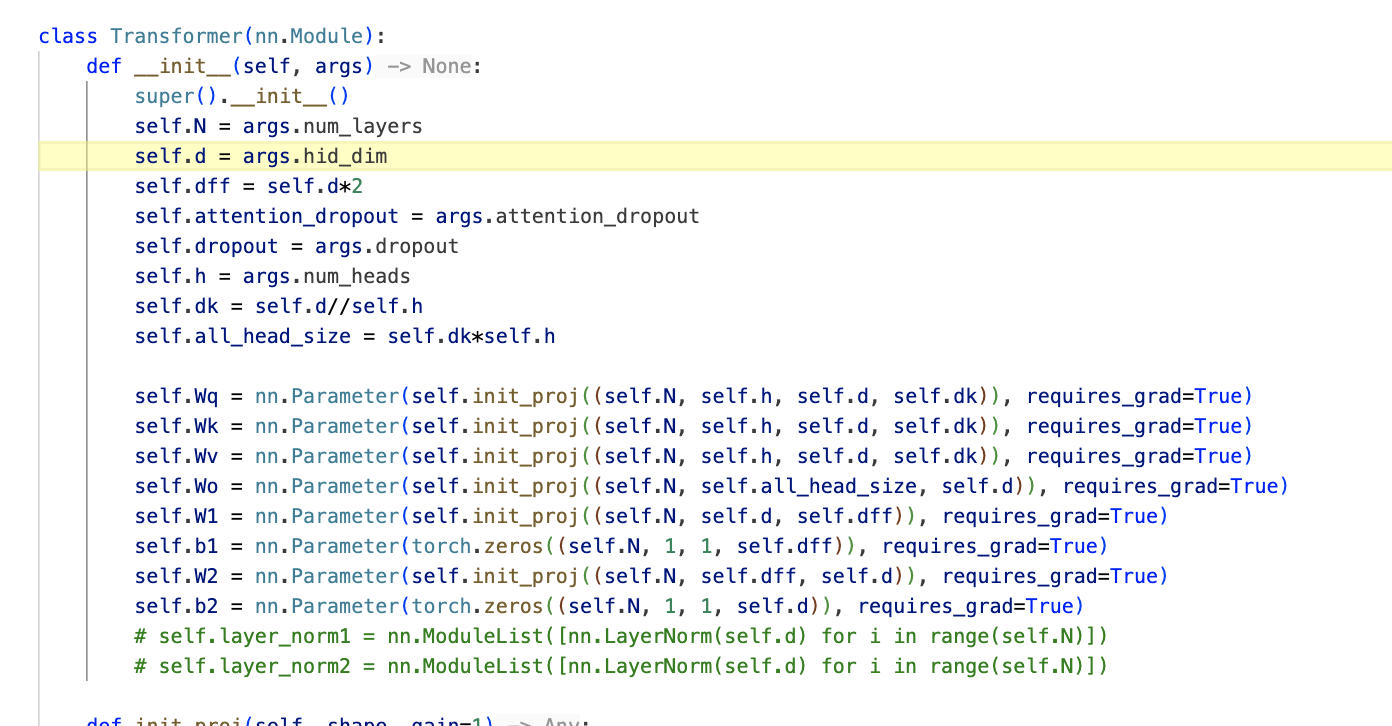 class Transformer(nn.Module):
    def __init__(self, args) -> None:
        super().__init__()
        self.N = args.num_layers
        self.d = args.hid_dim
        self.dff = self.d*2
        self.attention_dropout = args.attention_dropout
        self.dropout = args.dropout
        self.h = args.num_heads
        self.dk = self.d//self.h
        self.all_head_size = self.dk*self.h

        self.Wq = nn.Parameter(self.init_proj((self.N, self.h, self.d, self.dk)), requires_grad=True)
        self.Wk = nn.Parameter(self.init_proj((self.N, self.h, self.d, self.dk)), requires_grad=True)
        self.Wv = nn.Parameter(self.init_proj((self.N, self.h, self.d, self.dk)), requires_grad=True)
        self.Wo = nn.Parameter(self.init_proj((self.N, self.all_head_size, self.d)), requires_grad=True)
        self.W1 = nn.Parameter(self.init_proj((self.N, self.d, self.dff)), requires_grad=True)
        self.b1 = nn.Parameter(torch.zeros((self.N, 1, 1, self.dff)), requires_grad=True)
        self.W2 = nn.Parameter(self.init_proj((self.N, self.dff, self.d)), requires_grad=True)
        self.b2 = nn.Parameter(torch.zeros((self.N, 1, 1, self.d)), requires_grad=True)
        # self.layer_norm1 = nn.ModuleList([nn.LayerNorm(self.d) for i in range(self.N)])
        # self.layer_norm2 = nn.ModuleList([nn.LayerNorm(self.d) for i in range(self.N)])

    def init_proj(self, shape, gain=1) -> Any: